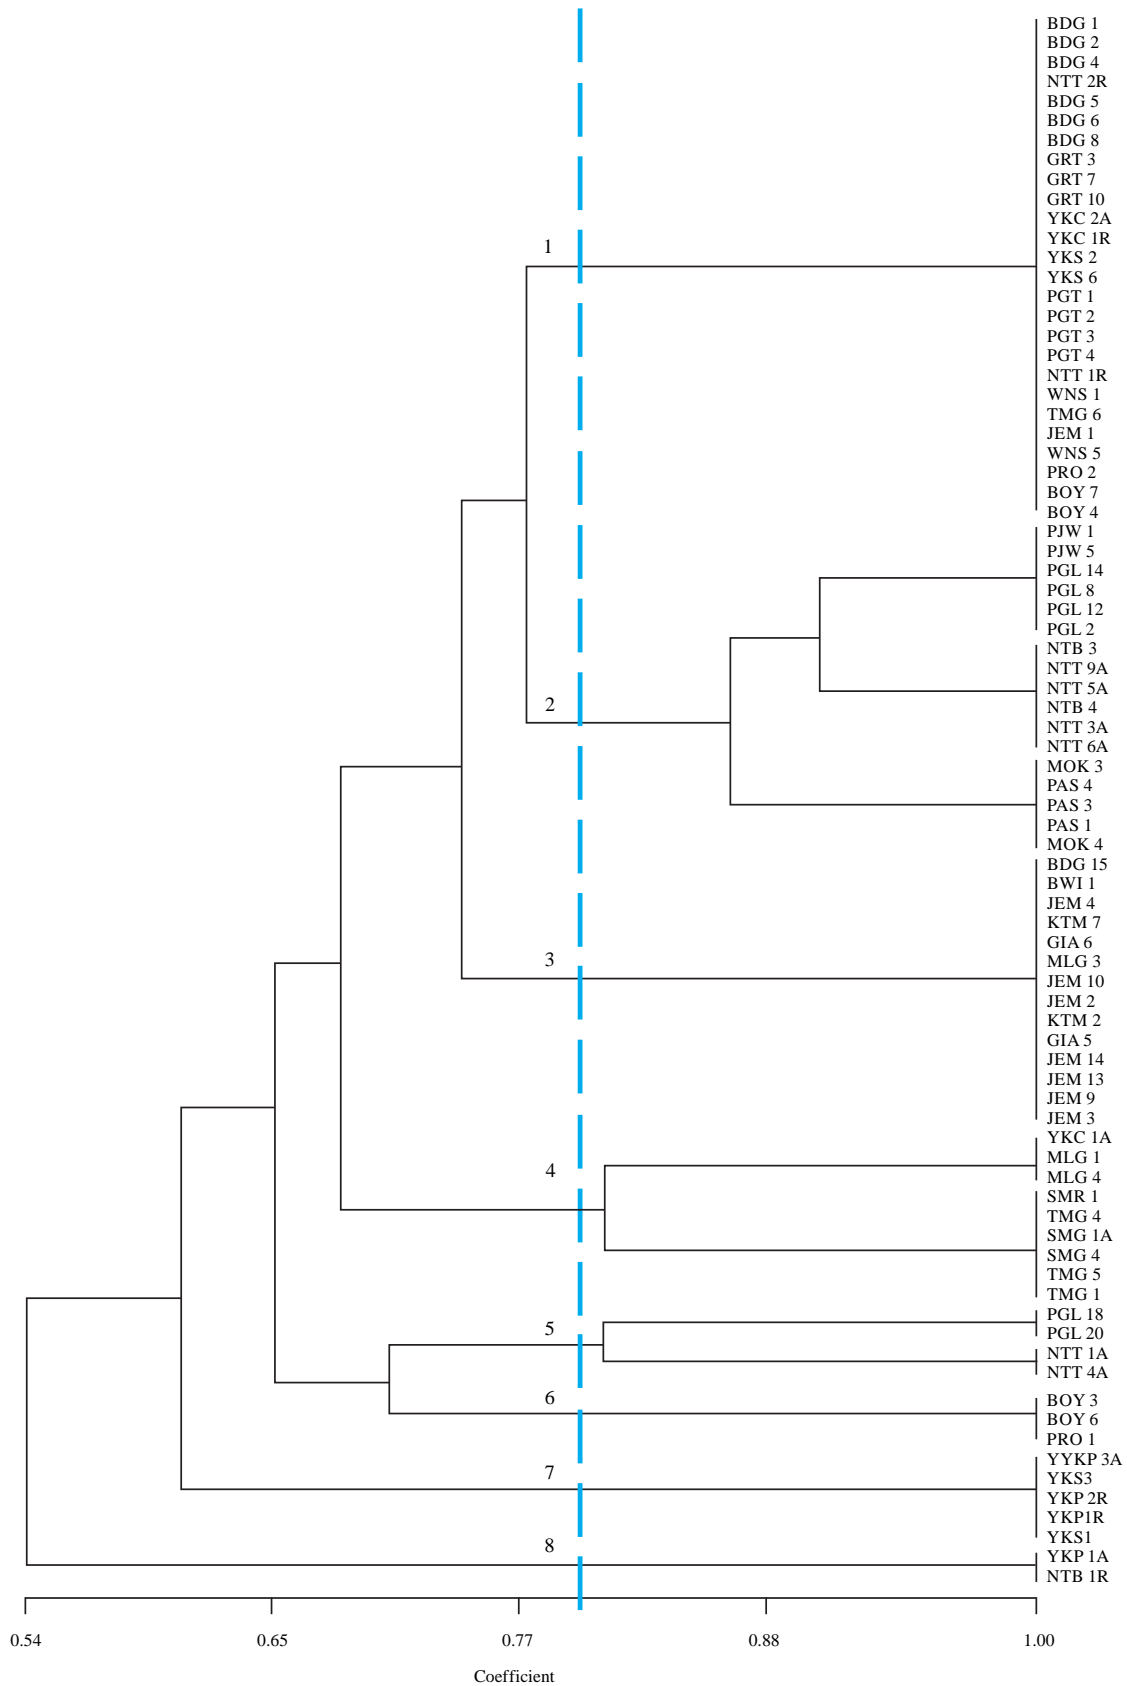 BDG 1
BDG 2
BDG 4
NTT 2R
BDG 5
BDG 6
BDG 8
GRT 3
GRT 7
GRT 10
YKC 2A
YKC 1R
1
YKS 2
YKS 6
PGT 1
PGT 2
PGT 3
PGT 4
NTT 1R
WNS 1
TMG 6
JEM 1
WNS 5
PRO 2
BOY 7
BOY 4
PJW 1
PJW 5
PGL 14
PGL 8
PGL 12
PGL 2
NTB 3
NTT 9A
NTT 5A
2
NTB 4
NTT 3A
NTT 6A
MOK 3
PAS 4
PAS 3
PAS 1
MOK 4
BDG 15
BWI 1
JEM 4
KTM 7
GIA 6
3
MLG 3
JEM 10
JEM 2
KTM 2
GIA 5
JEM 14
JEM 13
JEM 9
JEM 3
YKC 1A
MLG 1
4
MLG 4
SMR 1
TMG 4
SMG 1A
SMG 4
TMG 5
TMG 1
PGL 18
5
PGL 20
NTT 1A
NTT 4A
6
BOY 3
BOY 6
PRO 1
YYKP 3A
7
YKS3
YKP 2R
YKP1R
YKS1
8
YKP 1A
NTB 1R
0.54 0.65 0.77 0.88 1.00
Coefficient